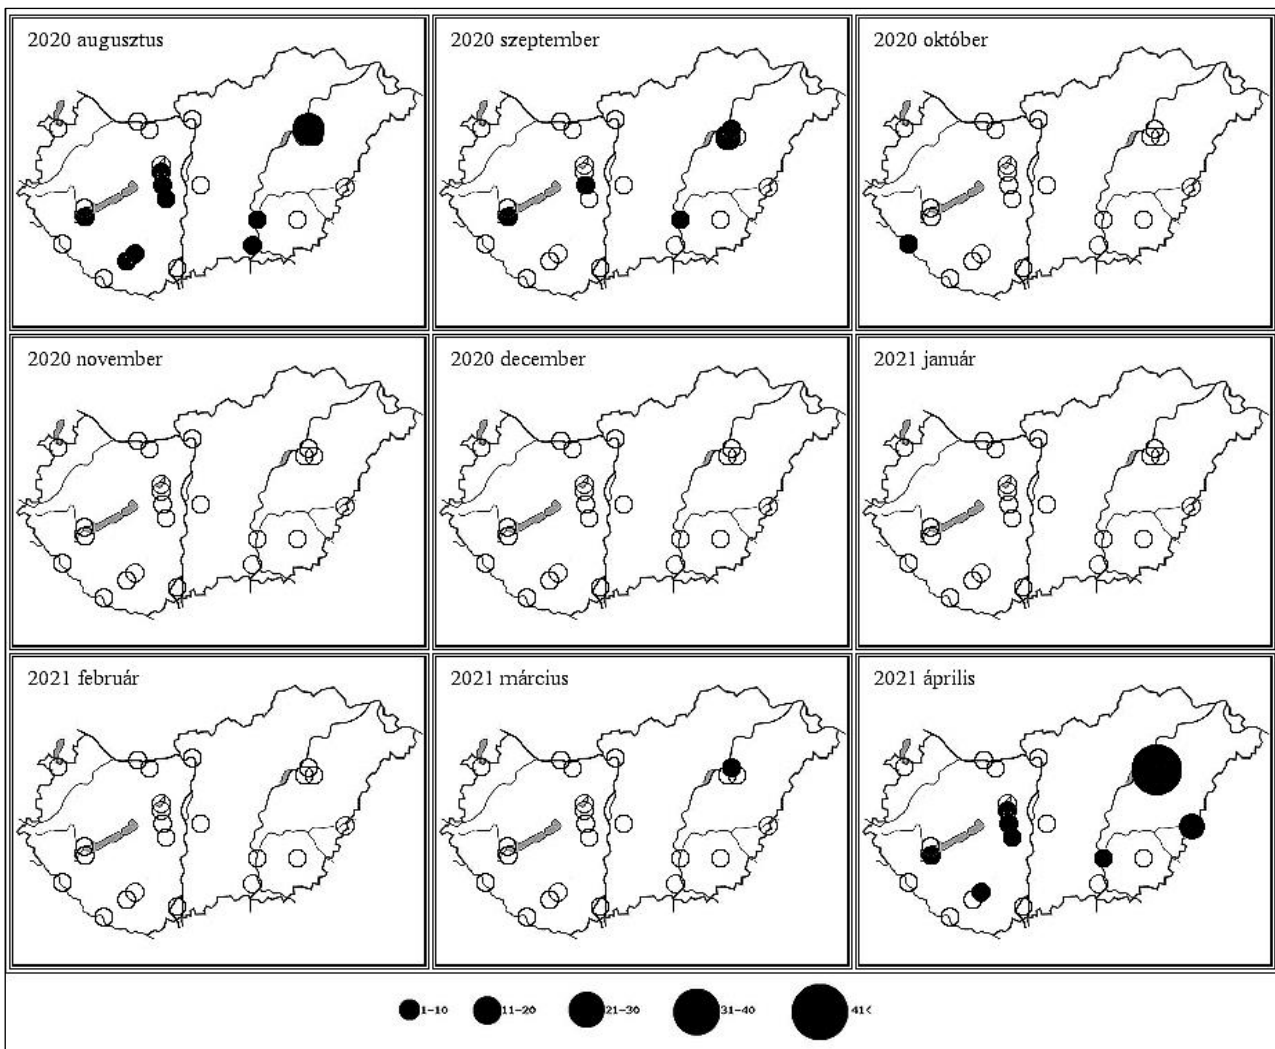 2020 augusztus
2020 szeptember
2020 október
2020 november
2020 december
2021 január
2021 február
2021 március
2021 április
1-10 11-20 21-30 31-40 41<